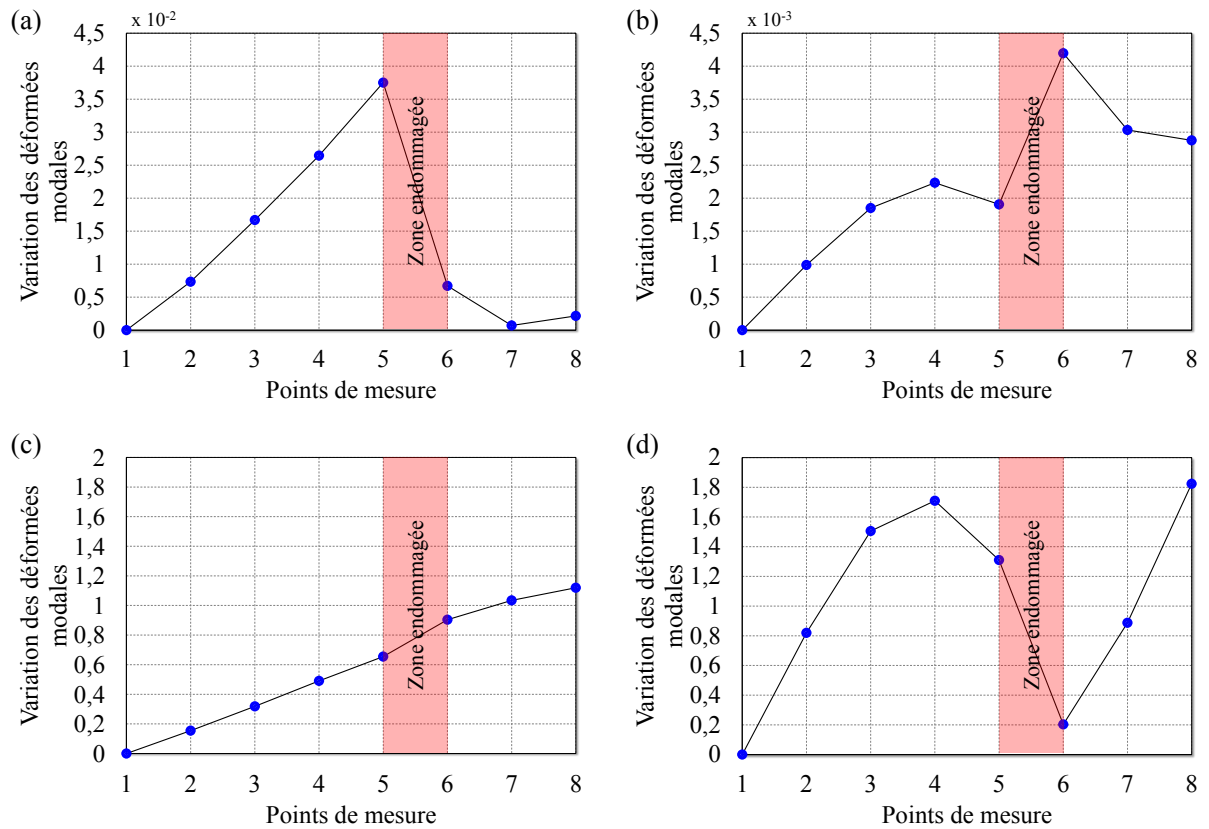 (a)
x 10-2
4,5
4
3,5
3
2,5
2
1,5
1
0,5
0
Variation des déformées
modales
Zone endommagée
1 2 3 4 5 6 7 8
Points de mesure
(b)
x 10-3
4,5
4
3,5
3
2,5
2
1,5
1
0,5
0
Variation des déformées
modales
Zone endommagée
1 2 3 4 5 6 7 8
Points de mesure
(c)
2
1,8
1,6
1,4
1,2
1
0,8
0,6
0,4
0,2
0
Variation des déformées
modales
Zone endommagée
1 2 3 4 5 6 7 8
Points de mesure
(d)
2
1,8
1,6
1,4
1,2
1
0,8
0,6
0,4
0,2
0
Variation des déformées
modales
Zone endommagée
1 2 3 4 5 6 7 8
Points de mesure